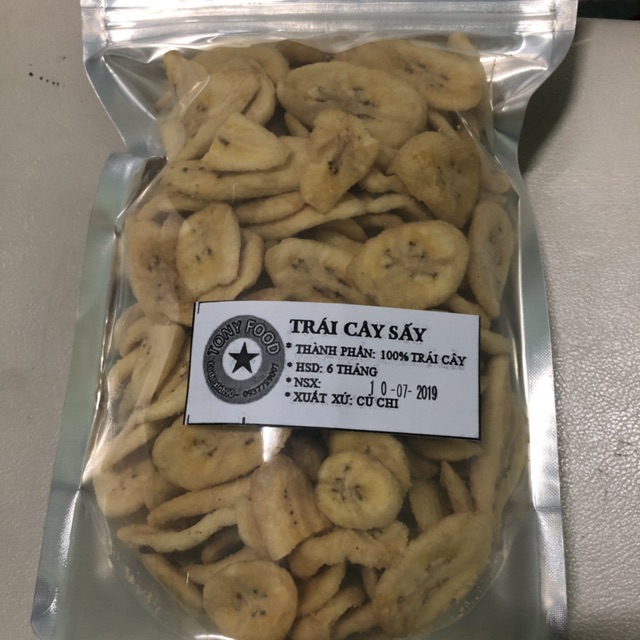 TONY FOOD
TRÁI CÂY SẤY
* THÀNH PHẦN: 100% TRÁI CÂY
* HSD: 6 THÁNG
* NSX: 10-07-2019
* XUẤT XỨ: CỦ CHI